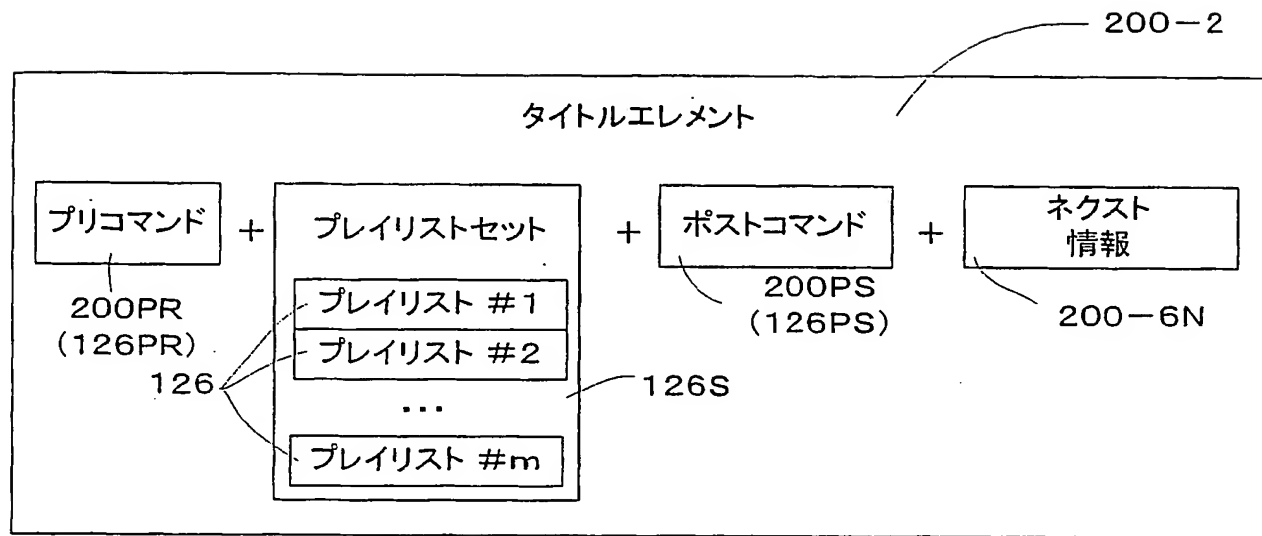 200-2
タイトルエレメント
プリコマンド
+
プレイリストセット
+
ポストコマンド
+
ネクスト
情報
200PR
(126PR)
プレイリスト #1
プレイリスト #2
・・・
プレイリスト #m
126
126S
200PS
(126PS)
200-6N